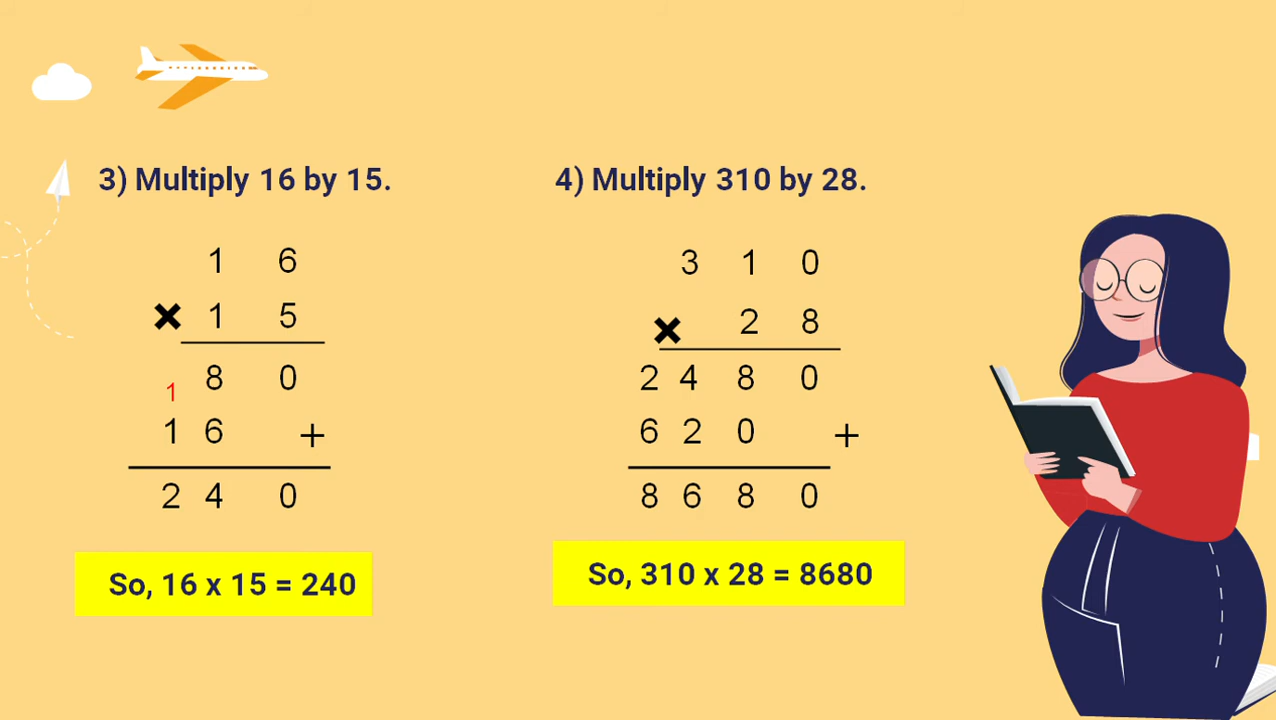 3) Multiply 16 by 15.
1 6
× 1 5
8 0
1
1 6 +
2 4 0
So, 16 x 15 = 240
4) Multiply 310 by 28.
3 1 0
× 2 8
2 4 8 0
6 2 0 +
8 6 8 0
So, 310 x 28 = 8680